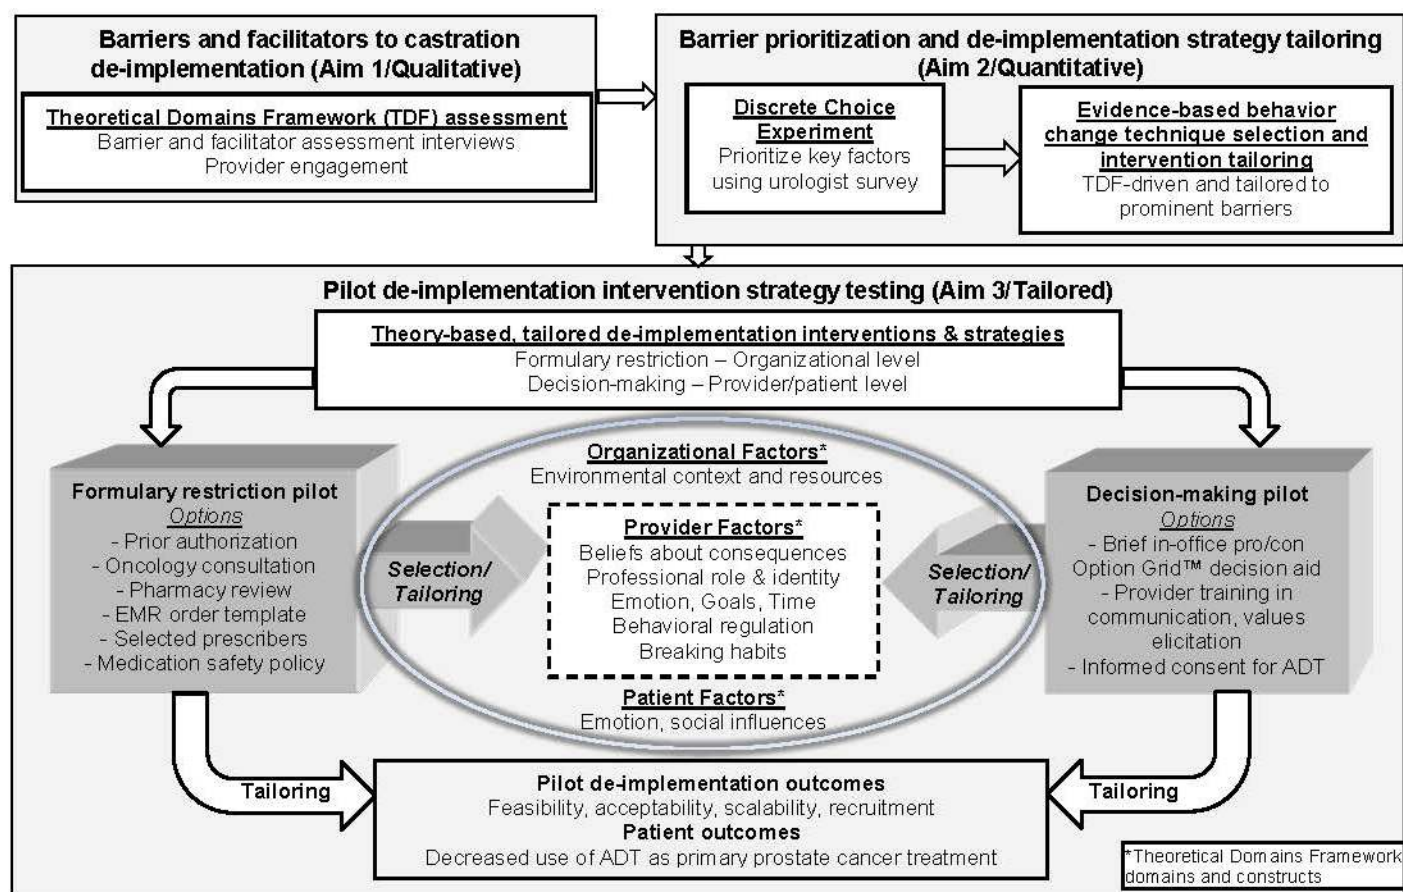 Barriers and facilitators to castration
de-implementation (Aim 1/Qualitative)
Theoretical Domains Framework (TDF) assessment
Barrier and facilitator assessment interviews
Provider engagement
Barrier prioritization and de-implementation strategy tailoring
(Aim 2/Quantitative)
Discrete Choice
Experiment
Prioritize key factors
using urologist survey
Evidence-based behavior
change technique selection and
intervention tailoring
TDF-driven and tailored to
prominent barriers
Pilot de-implementation intervention strategy testing (Aim 3/Tailored)
Theory-based, tailored de-implementation interventions & strategies
Formulary restriction – Organizational level
Decision-making – Provider/patient level
Formulary restriction pilot
Options
- Prior authorization
- Oncology consultation
- Pharmacy review
- EMR order template
- Selected prescribers
- Medication safety policy
Selection/
Tailoring
Organizational Factors*
Environmental context and resources
Provider Factors*
Beliefs about consequences
Professional role & identity
Emotion, Goals, Time
Behavioral regulation
Breaking habits
Patient Factors*
Emotion, social influences
Selection/
Tailoring
Decision-making pilot
Options
- Brief in-office pro/con
Option Grid™ decision aid
- Provider training in
communication, values
elicitation
- Informed consent for ADT
Tailoring
Pilot de-implementation outcomes
Feasibility, acceptability, scalability, recruitment
Patient outcomes
Decreased use of ADT as primary prostate cancer treatment
Tailoring
*Theoretical Domains Framework
domains and constructs